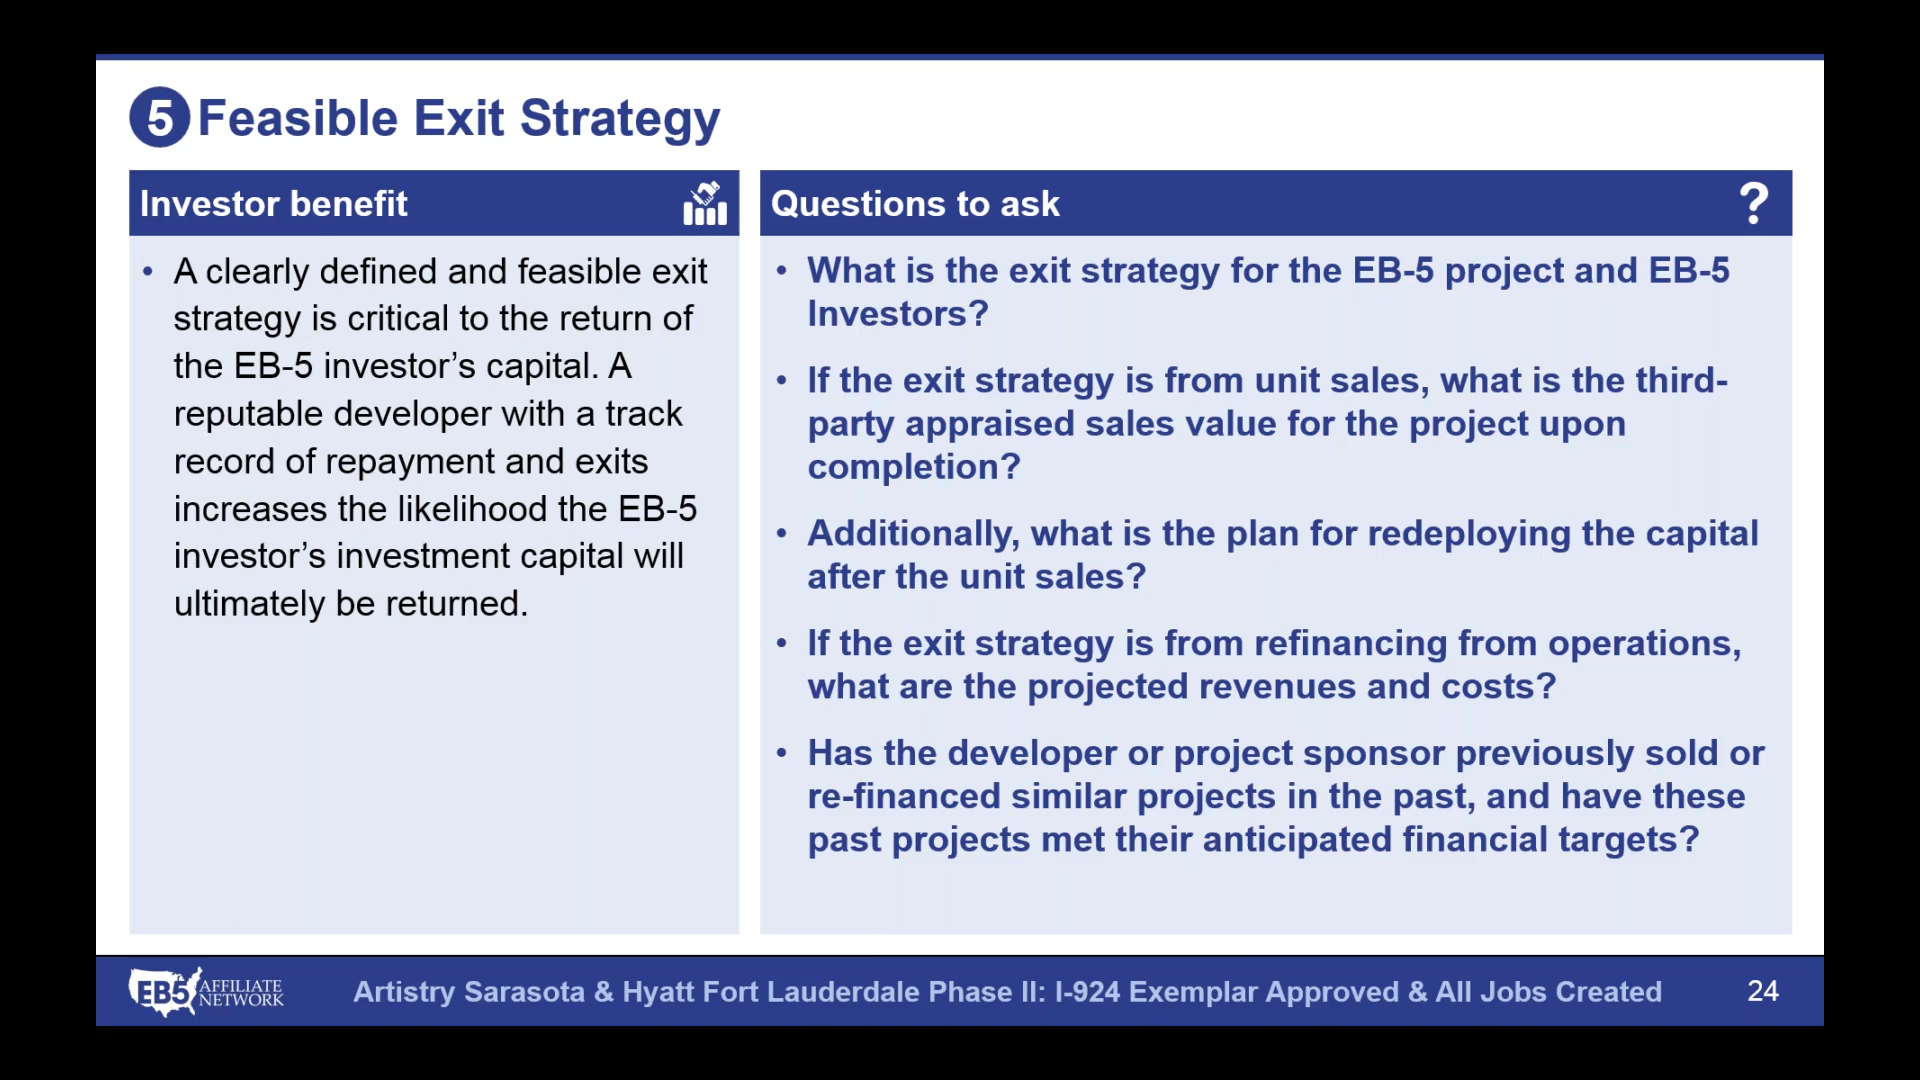 5 Feasible Exit Strategy
Investor benefit
• A clearly defined and feasible exit
strategy is critical to the return of
the EB-5 investor’s capital. A
reputable developer with a track
record of repayment and exits
increases the likelihood the EB-5
investor’s investment capital will
ultimately be returned.
Questions to ask ?
• What is the exit strategy for the EB-5 project and EB-5
Investors?
• If the exit strategy is from unit sales, what is the third-
party appraised sales value for the project upon
completion?
• Additionally, what is the plan for redeploying the capital
after the unit sales?
• If the exit strategy is from refinancing from operations,
what are the projected revenues and costs?
• Has the developer or project sponsor previously sold or
re-financed similar projects in the past, and have these
past projects met their anticipated financial targets?
EB5 AFFILIATE
NETWORK
Artistry Sarasota & Hyatt Fort Lauderdale Phase II: I-924 Exemplar Approved & All Jobs Created
24